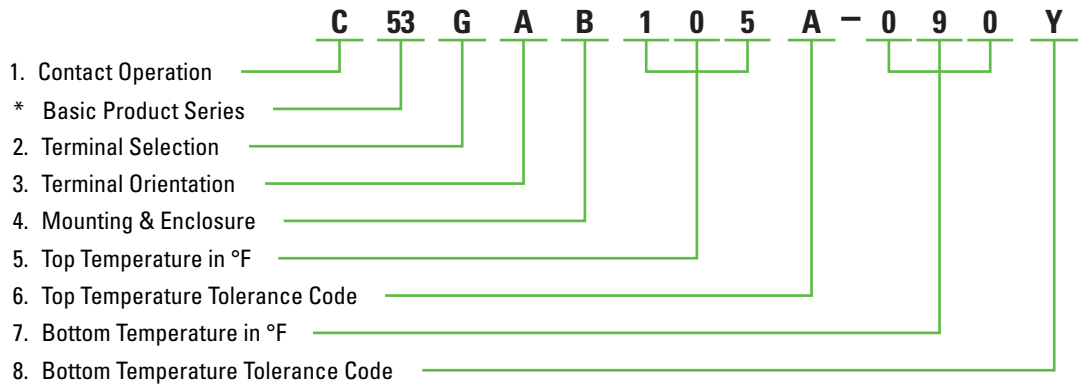 C 53 G A B 1 0 5 A – 0 9 0 Y
1. Contact Operation
* Basic Product Series
2. Terminal Selection
3. Terminal Orientation
4. Mounting & Enclosure
5. Top Temperature in °F
6. Top Temperature Tolerance Code
7. Bottom Temperature in °F
8. Bottom Temperature Tolerance Code